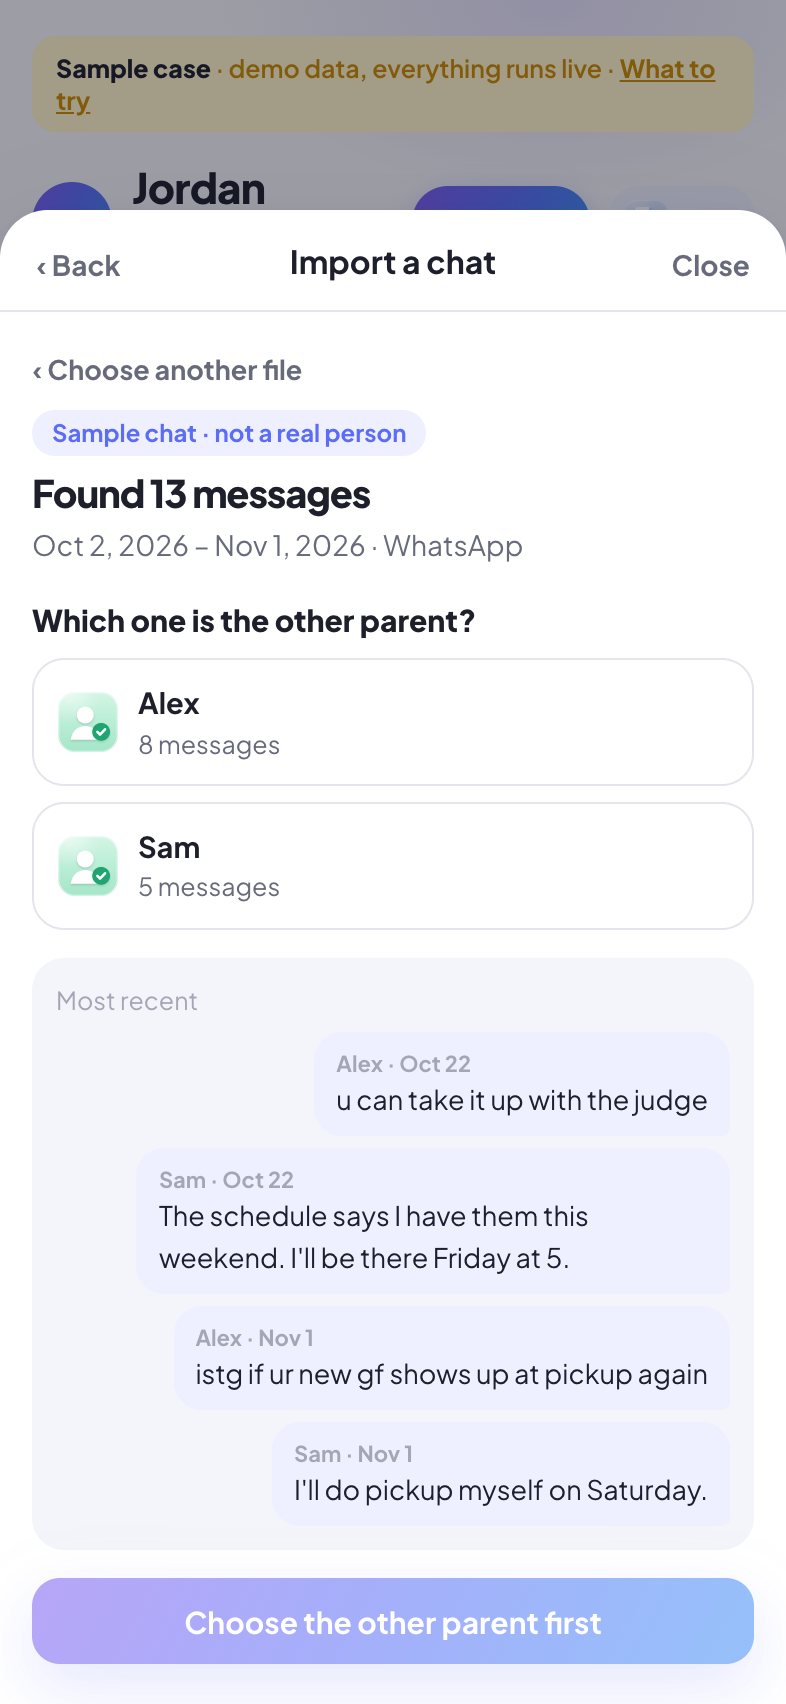 Sample case · demo data, everything runs live · What to
try
Jordan
‹ Back
Import a chat
Close
‹ Choose another file
Sample chat · not a real person
Found 13 messages
Oct 2, 2026 – Nov 1, 2026 · WhatsApp
Which one is the other parent?
Alex
8 messages
Sam
5 messages
Most recent
Alex · Oct 22
u can take it up with the judge
Sam · Oct 22
The schedule says I have them this
weekend. I'll be there Friday at 5.
Alex · Nov 1
istg if ur new gf shows up at pickup again
Sam · Nov 1
I'll do pickup myself on Saturday.
Choose the other parent first